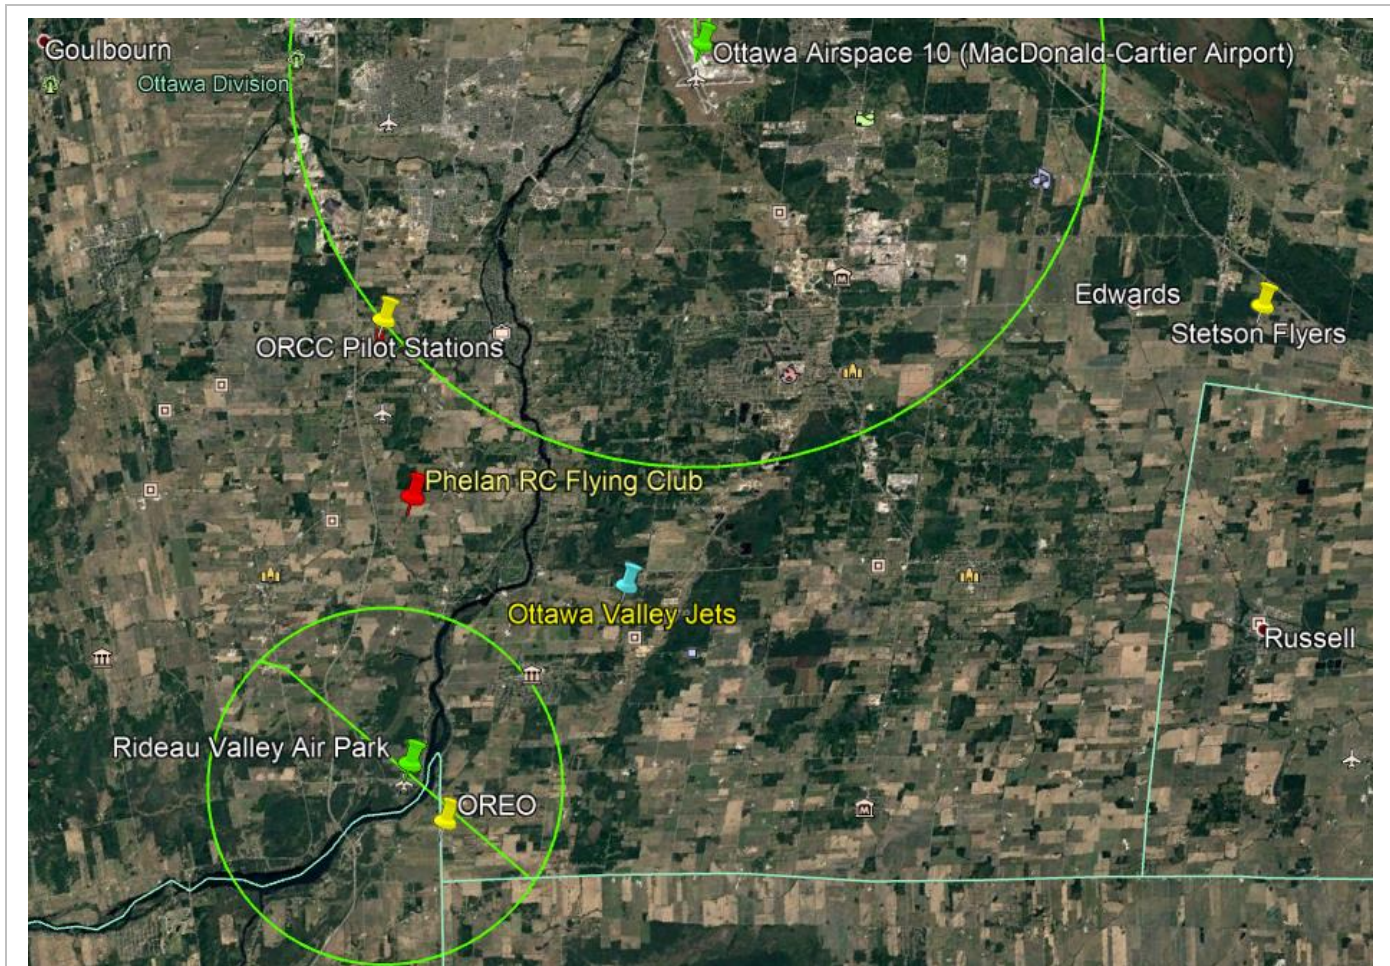 Goulbourn
Ottawa Airspace 10 (MacDonald-Cartier Airport)
Ottawa Division
Edwards
Stetson Flyers
ORCC Pilot Stations
Phelan RC Flying Club
Ottawa Valley Jets
Russell
Rideau Valley Air Park
OREO